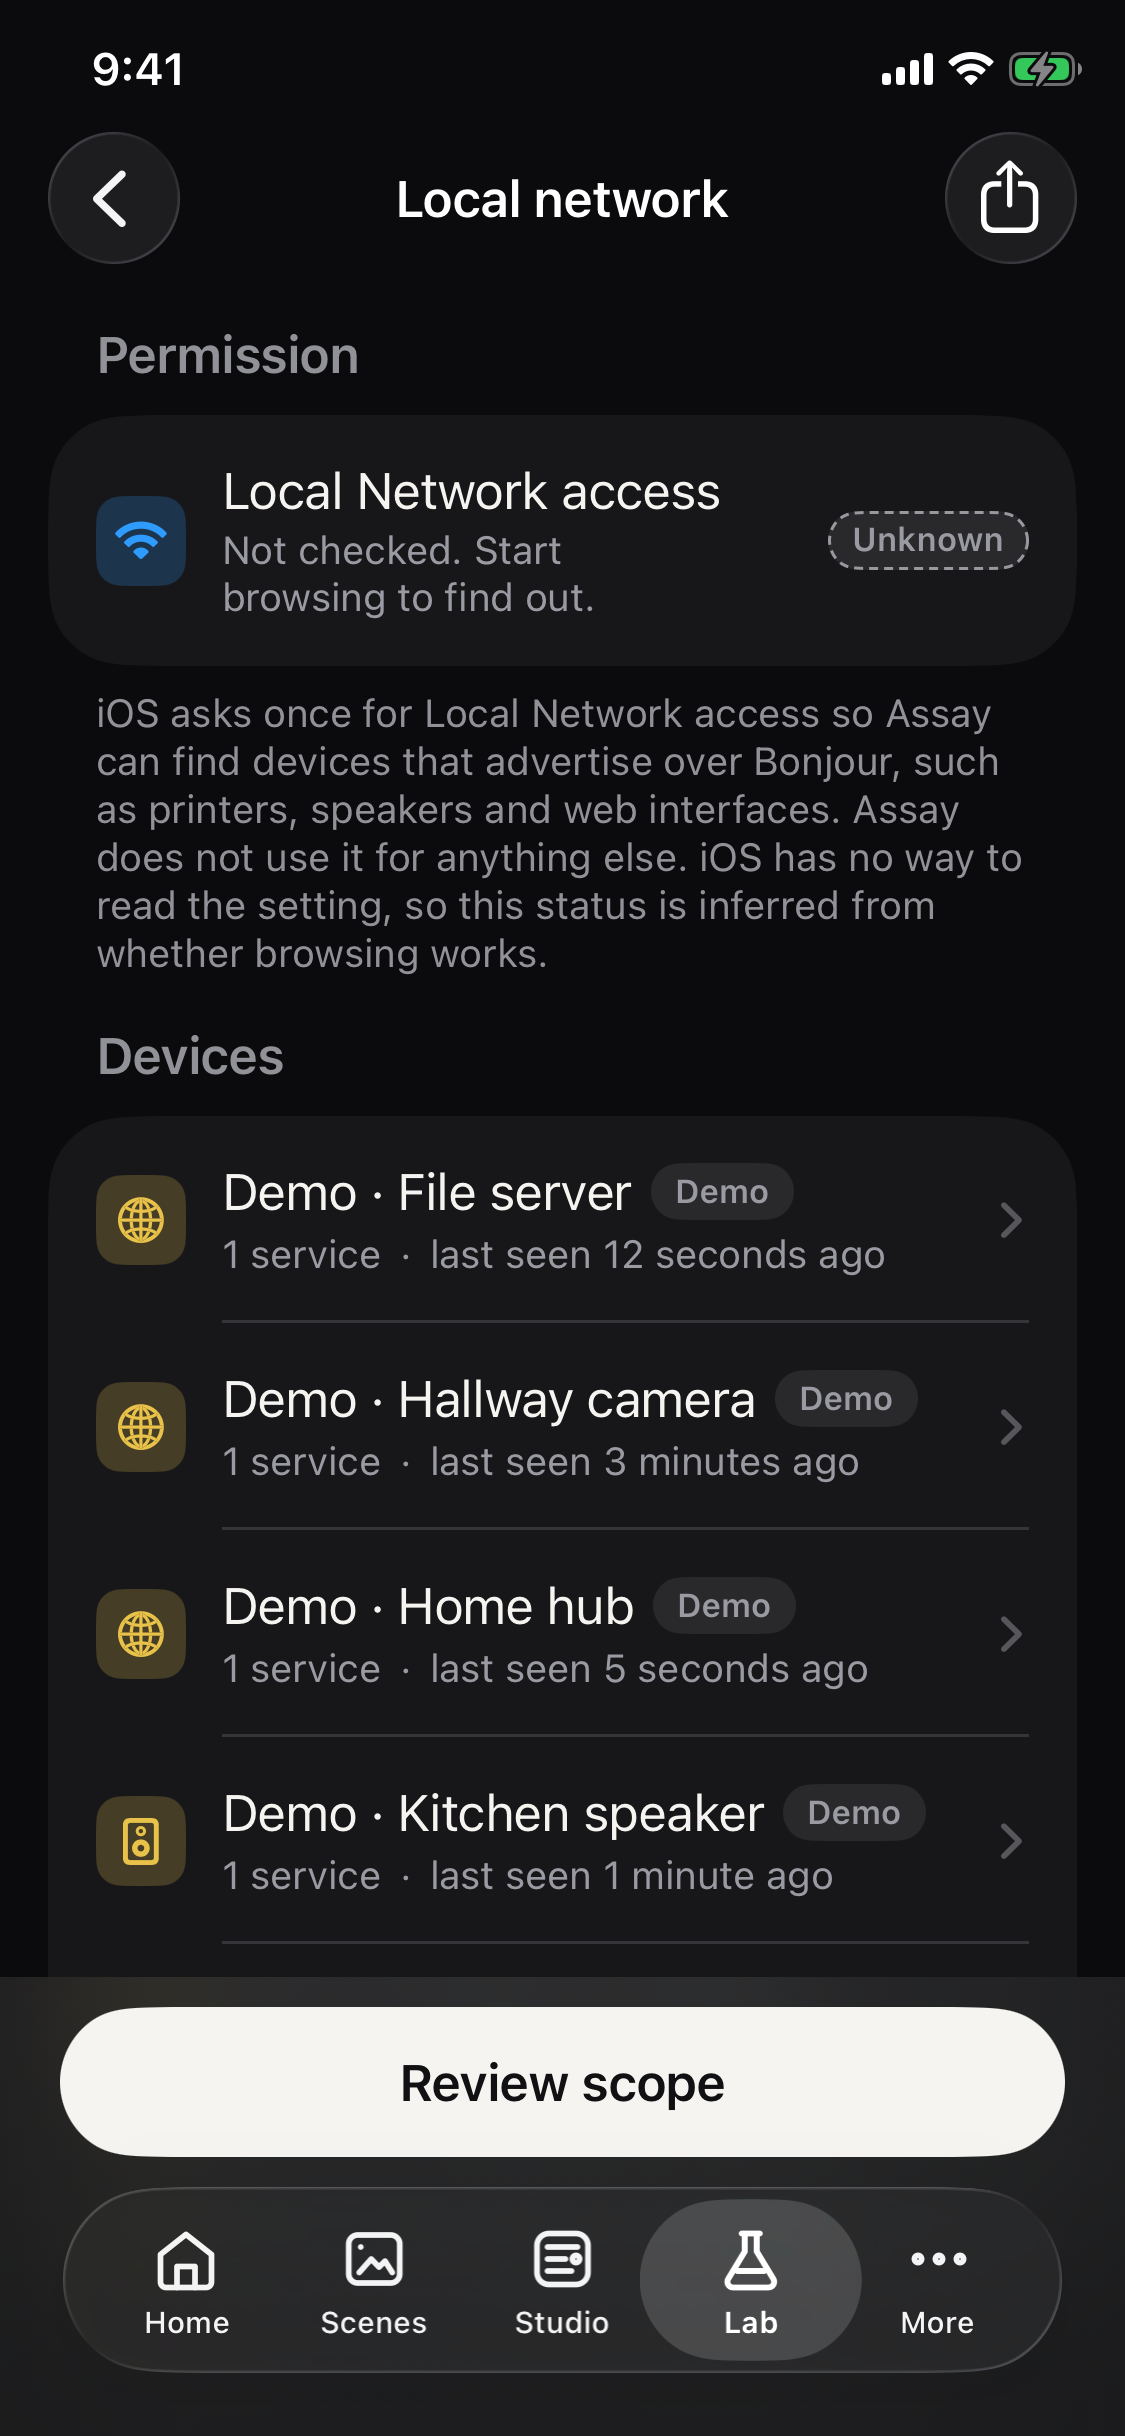 9:41
Local network
Permission
Local Network access
Not checked. Start
browsing to find out.
Unknown
iOS asks once for Local Network access so Assay
can find devices that advertise over Bonjour, such
as printers, speakers and web interfaces. Assay
does not use it for anything else. iOS has no way to
read the setting, so this status is inferred from
whether browsing works.
Devices
Demo · File server Demo
1 service · last seen 12 seconds ago
Demo · Hallway camera Demo
1 service · last seen 3 minutes ago
Demo · Home hub Demo
1 service · last seen 5 seconds ago
Demo · Kitchen speaker Demo
1 service · last seen 1 minute ago
Review scope
Home Scenes Studio Lab More